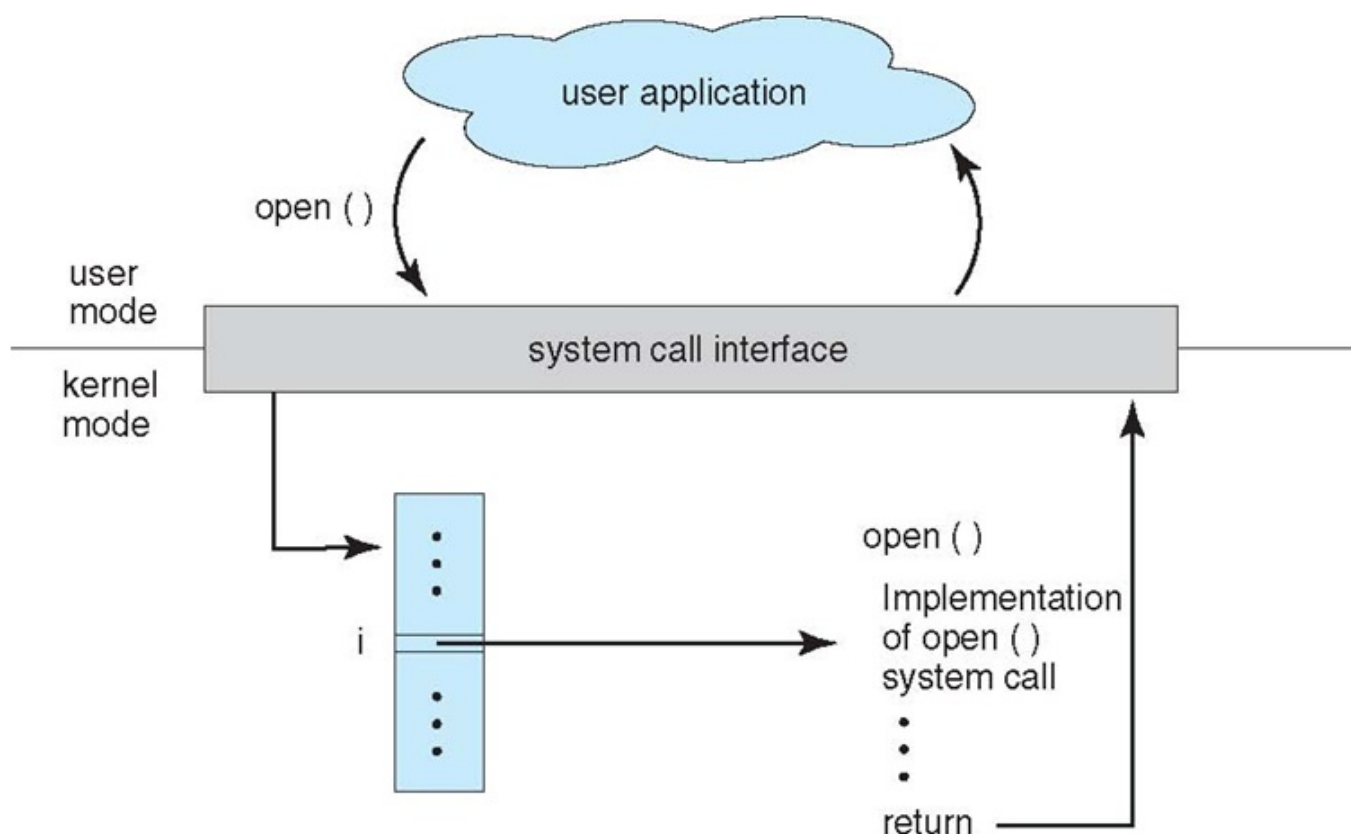 user application
open ( )
user
mode
system call interface
kernel
mode
open ( )
Implementation
of open ( )
system call
i
return